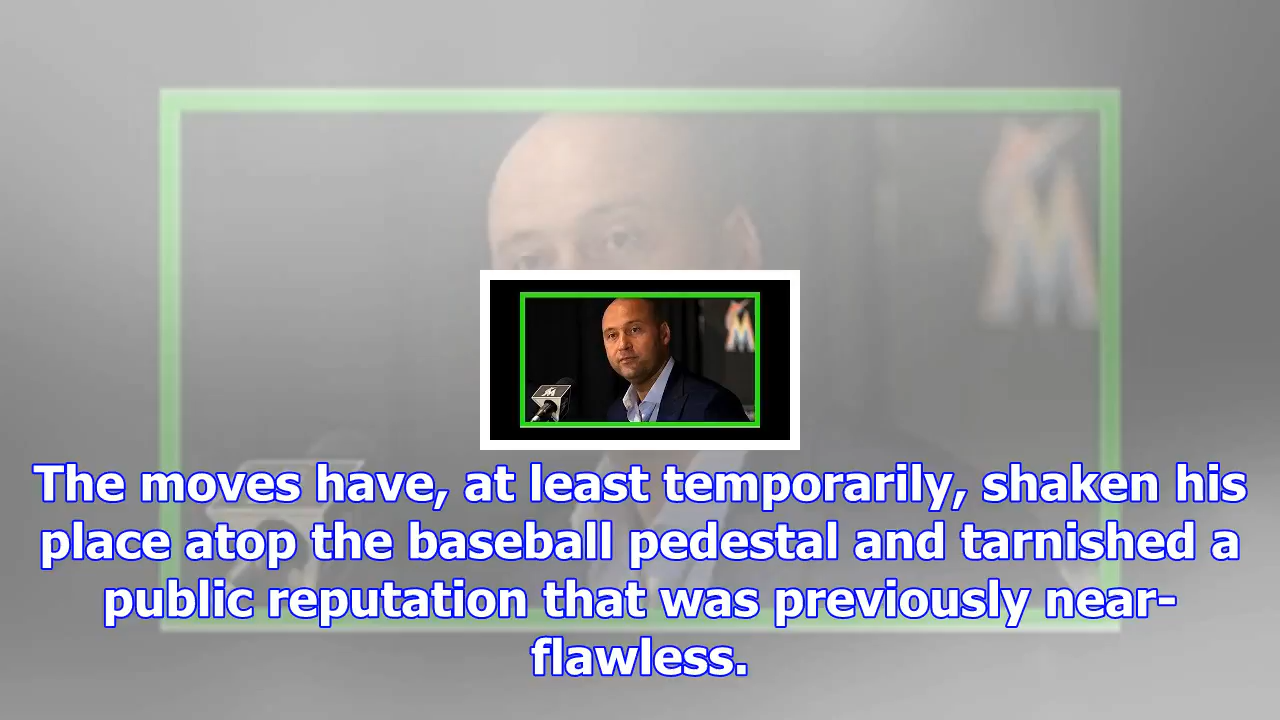 The moves have, at least temporarily, shaken his
place atop the baseball pedestal and tarnished a
public reputation that was previously near-
flawless.